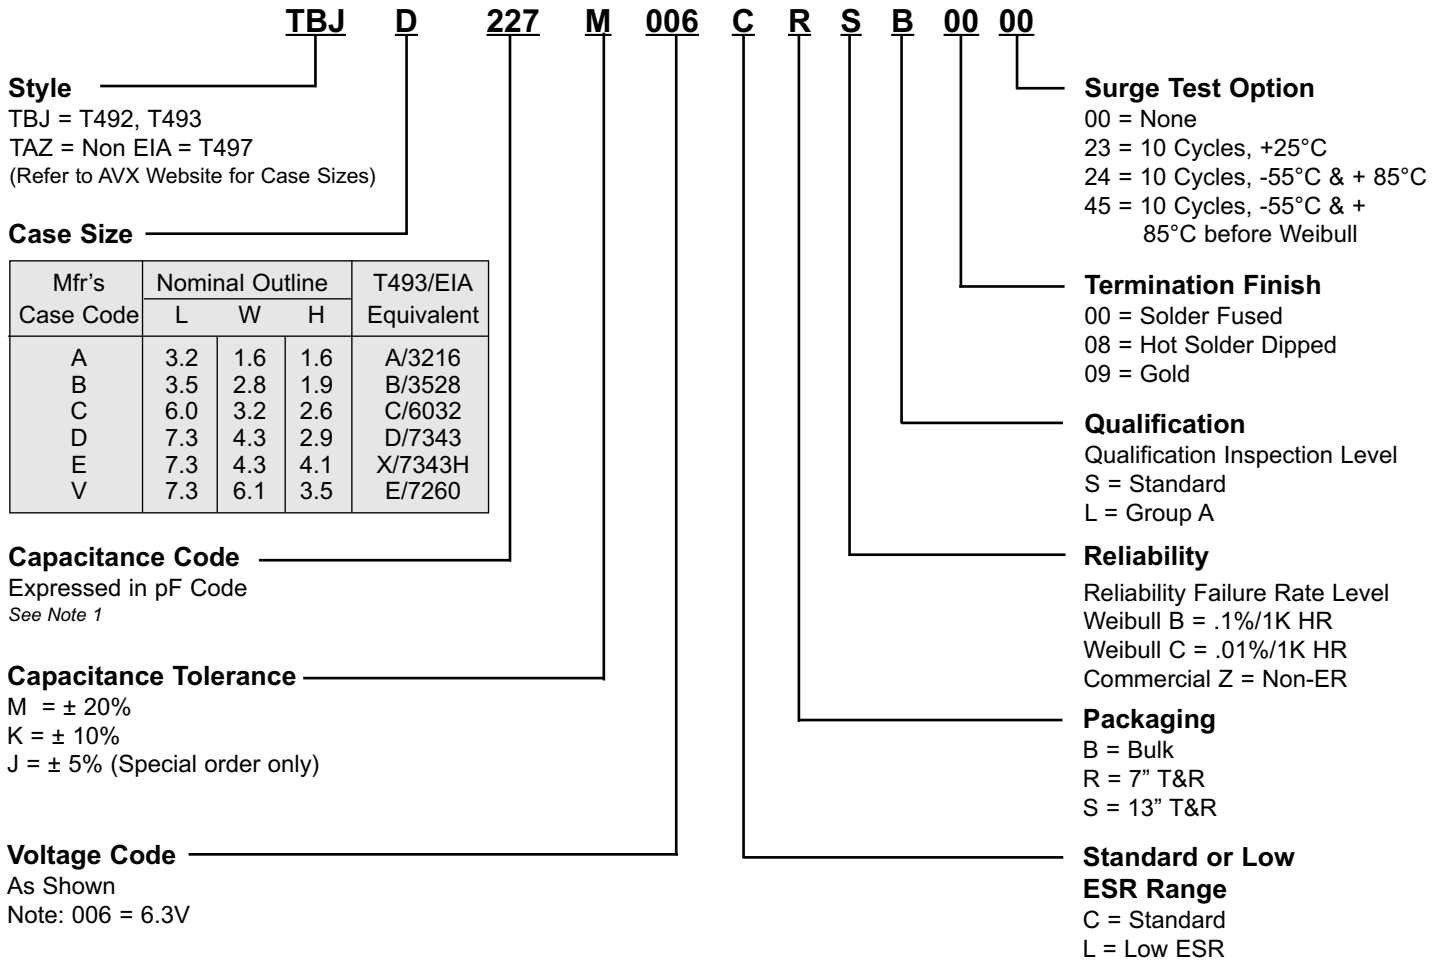 TBJ D 227 M 006 C R S B 00 00
Style
TBJ = T492, T493
TAZ = Non EIA = T497
(Refer to AVX Website for Case Sizes)
Case Size
Mfr's Nominal Outline T493/EIA
Case Code L W H Equivalent
A 3.2 1.6 1.6 A/3216
B 3.5 2.8 1.9 B/3528
C 6.0 3.2 2.6 C/6032
D 7.3 4.3 2.9 D/7343
E 7.3 4.3 4.1 X/7343H
V 7.3 6.1 3.5 E/7260
Capacitance Code
Expressed in pF Code
See Note 1
Capacitance Tolerance
M = ± 20%
K = ± 10%
J = ± 5% (Special order only)
Voltage Code
As Shown
Note: 006 = 6.3V
Surge Test Option
00 = None
23 = 10 Cycles, +25°C
24 = 10 Cycles, -55°C & + 85°C
45 = 10 Cycles, -55°C & +
85°C before Weibull
Termination Finish
00 = Solder Fused
08 = Hot Solder Dipped
09 = Gold
Qualification
Qualification Inspection Level
S = Standard
L = Group A
Reliability
Reliability Failure Rate Level
Weibull B = .1%/1K HR
Weibull C = .01%/1K HR
Commercial Z = Non-ER
Packaging
B = Bulk
R = 7" T&R
S = 13" T&R
Standard or Low
ESR Range
C = Standard
L = Low ESR